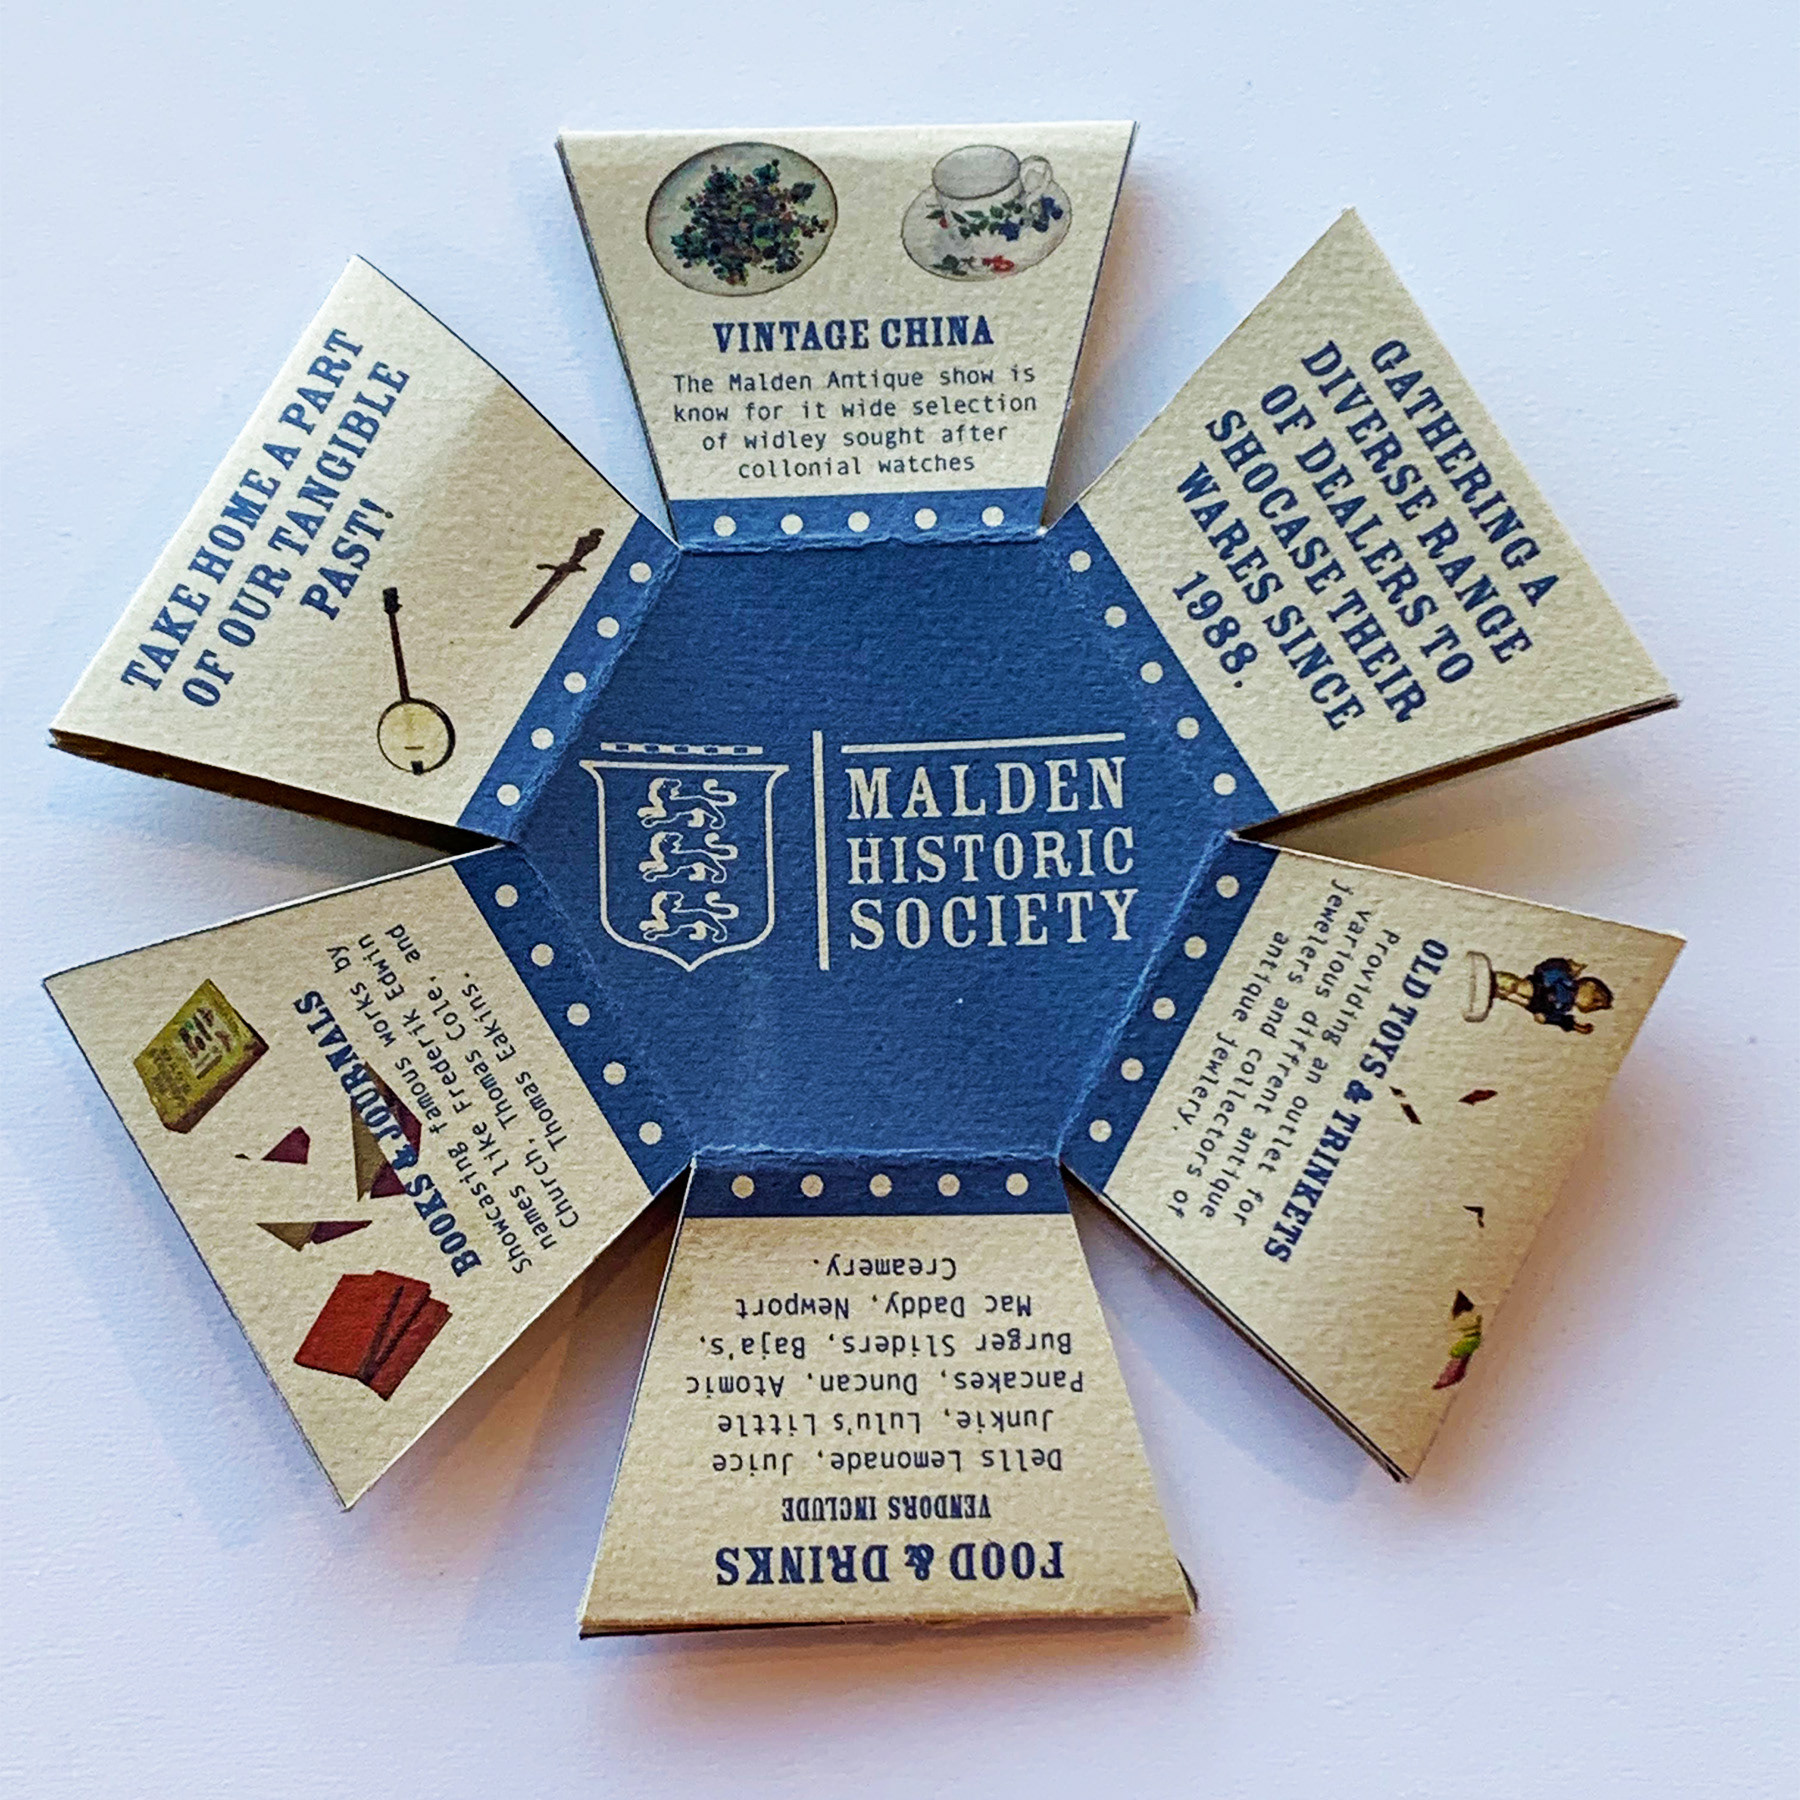 VINTAGE CHINA
The Malden Antique show is
know for it wide selection
of widley sought after
collonial watches
GATHERING A
DIVERSE RANGE
OF DEALERS TO
SHOCASE THEIR
WARES SINCE
1988.
OLD TOYS & TRINKETS
Providing an outlet for
various diffrent antique
jewelers and collectors of
antique jewlery.
FOOD & DRINKS
VENDORS INCLUDE
Dells Lemonade, Juice
Junkie, Lulu's Little
Pancakes, Duncan, Atomic
Burger Sliders, Baja's,
Mac Daddy, Newport
Creamery.
BOOKS & JOURNALS
Showcasing famous works by
names like Frederik Edwin
Church, Thomas Cole, and
Thomas Eakins.
TAKE HOME A PART
OF OUR TANGIBLE
PAST!
MALDEN
HISTORIC
SOCIETY